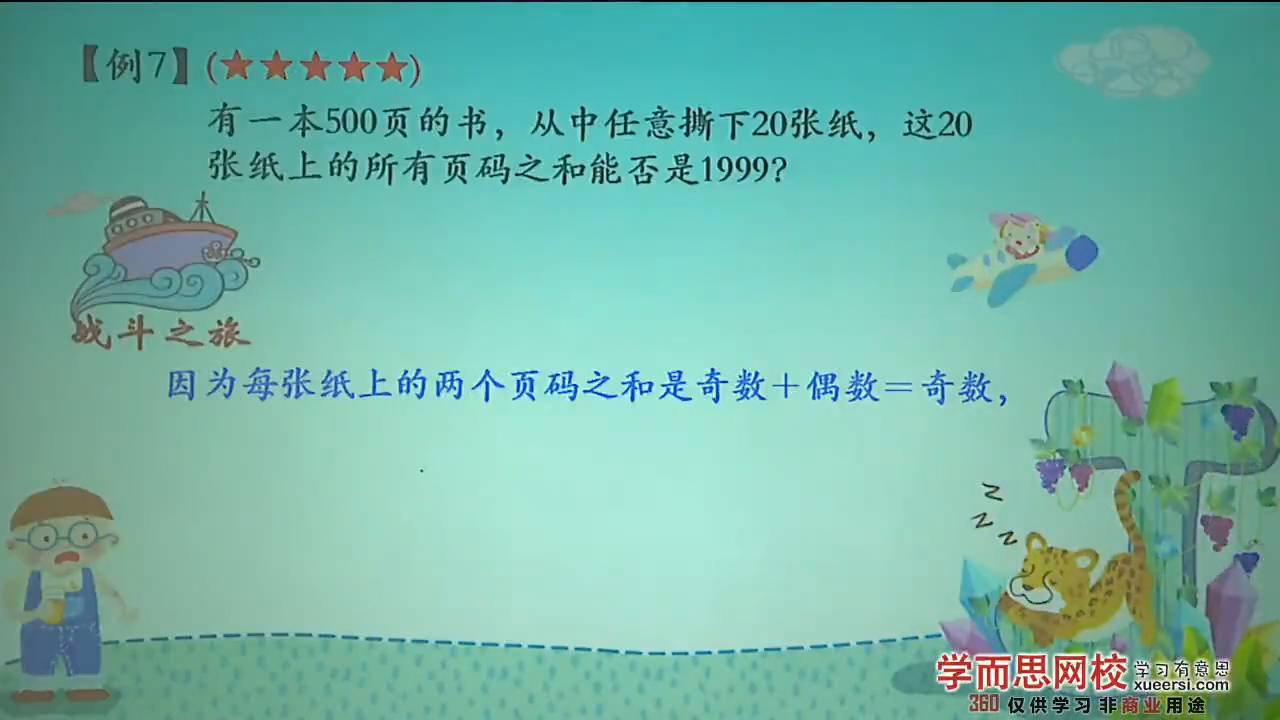 【例7】(★★★★★)
有一本500页的书，从中任意撕下20张纸，这20
张纸上的所有页码之和能否是1999？
战斗之旅
因为每张纸上的两个页码之和是奇数＋偶数＝奇数，
z
z
z
学而思网校 学习有意思
xueersi.com
360 仅供学习 非商业用途